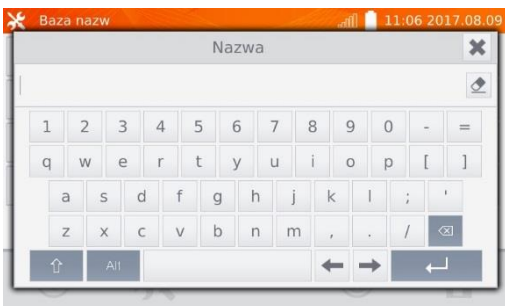 Baza nazw 11:06 2017.08.09
Nazwa
1 2 3 4 5 6 7 8 9 0 - =
q w e r t y u i o p [ ]
a s d f g h j k l ; '
z x c v b n m , . /
Alt